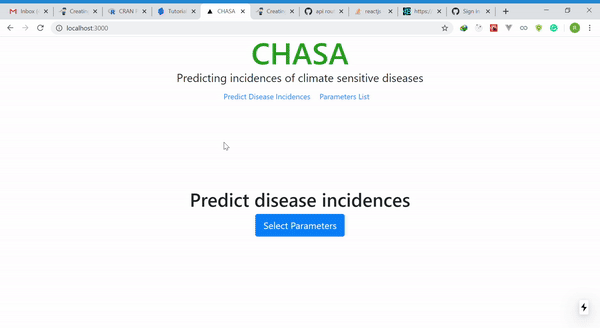 Inbox (
Creatin
CRAN
Tutoria
CHASA
Creatin
api rout
reactjs
https:/
Sign in
localhost:3000
CHASA
Predicting incidences of climate sensitive diseases
Predict Disease Incidences Parameters List
Predict disease incidences
Select Parameters